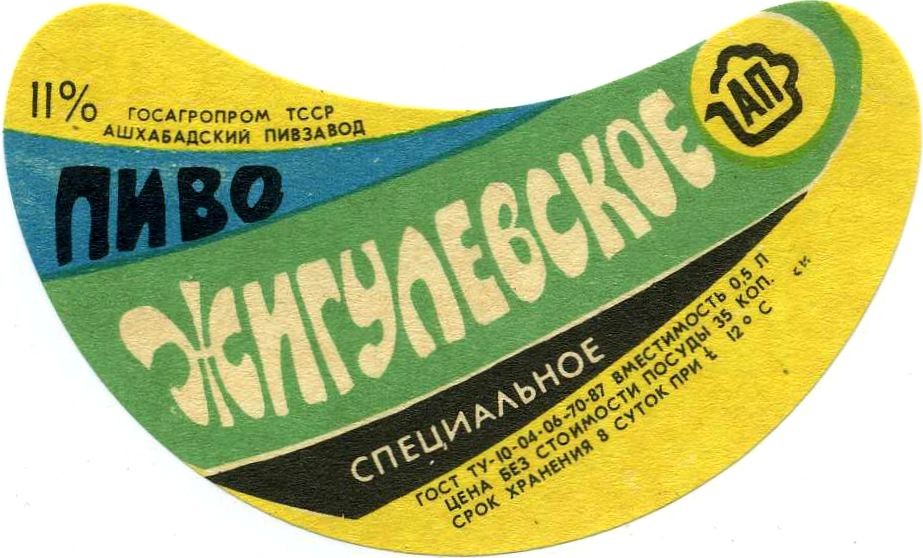 11%
ГОСАГРОПРОМ ТССР
АШХАБАДСКИЙ ПИВЗАВОД
ПИВО
ЖИГУЛЕВСКОЕ
АП
СПЕЦИАЛЬНОЕ
ГОСТ ТУ-10-04-06-70-87 ВМЕСТИМОСТЬ 0,5 Л
ЦЕНА БЕЗ СТОИМОСТИ ПОСУДЫ 35 КОП.
СРОК ХРАНЕНИЯ 8 СУТОК ПРИ t 12° С